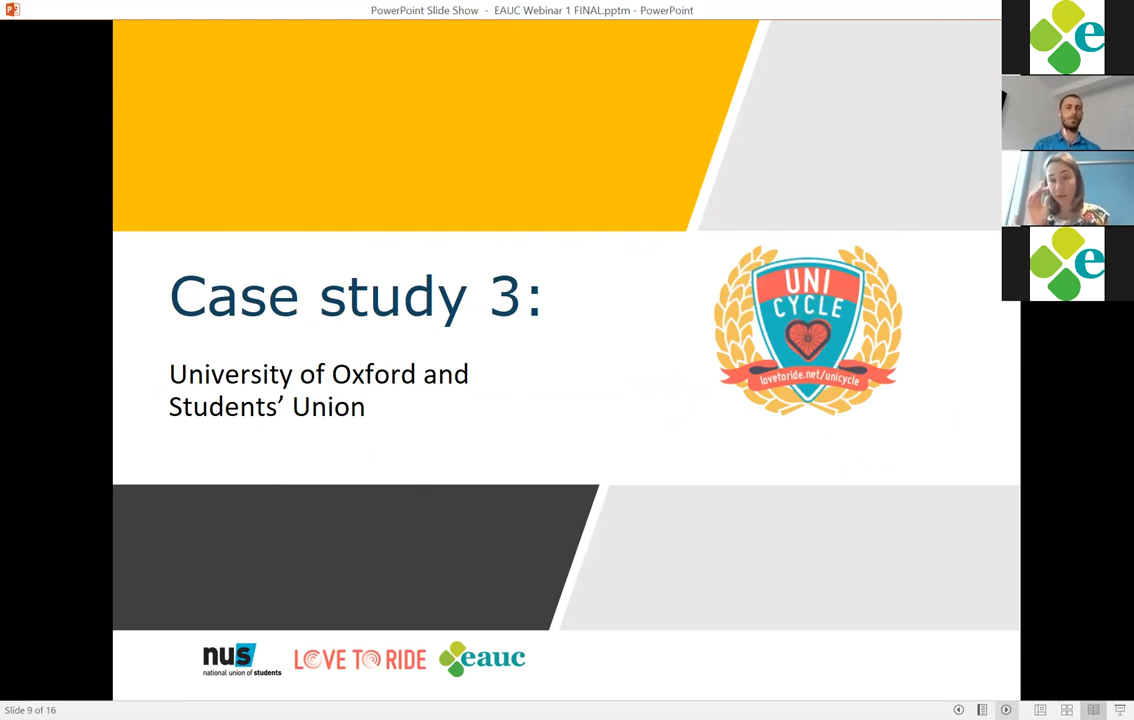 PowerPoint Slide Show - EAUC Webinar 1 FINAL.pptm - PowerPoint
e
Case study 3:
University of Oxford and
Students’ Union
UNI
CYCLE
lovetoride.net/unicycle
e
nus
national union of students
LOVE TO RIDE
eauc
Slide 9 of 16